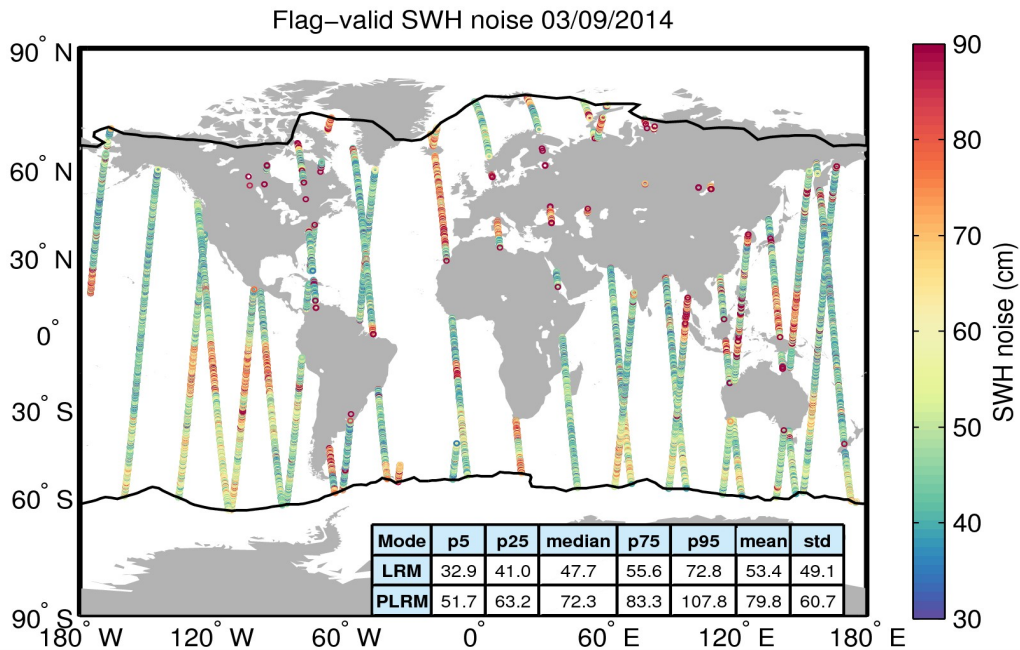 Flag−valid SWH noise 03/09/2014
90° N
60° N
30° N
0°
30° S
60° S
90° S
180° W
120° W
60° W
0°
60° E
120° E
180° E
90
80
70
60
50
40
30
SWH noise (cm)
Mode p5 p25 median p75 p95 mean std
LRM 32.9 41.0 47.7 55.6 72.8 53.4 49.1
PLRM 51.7 63.2 72.3 83.3 107.8 79.8 60.7